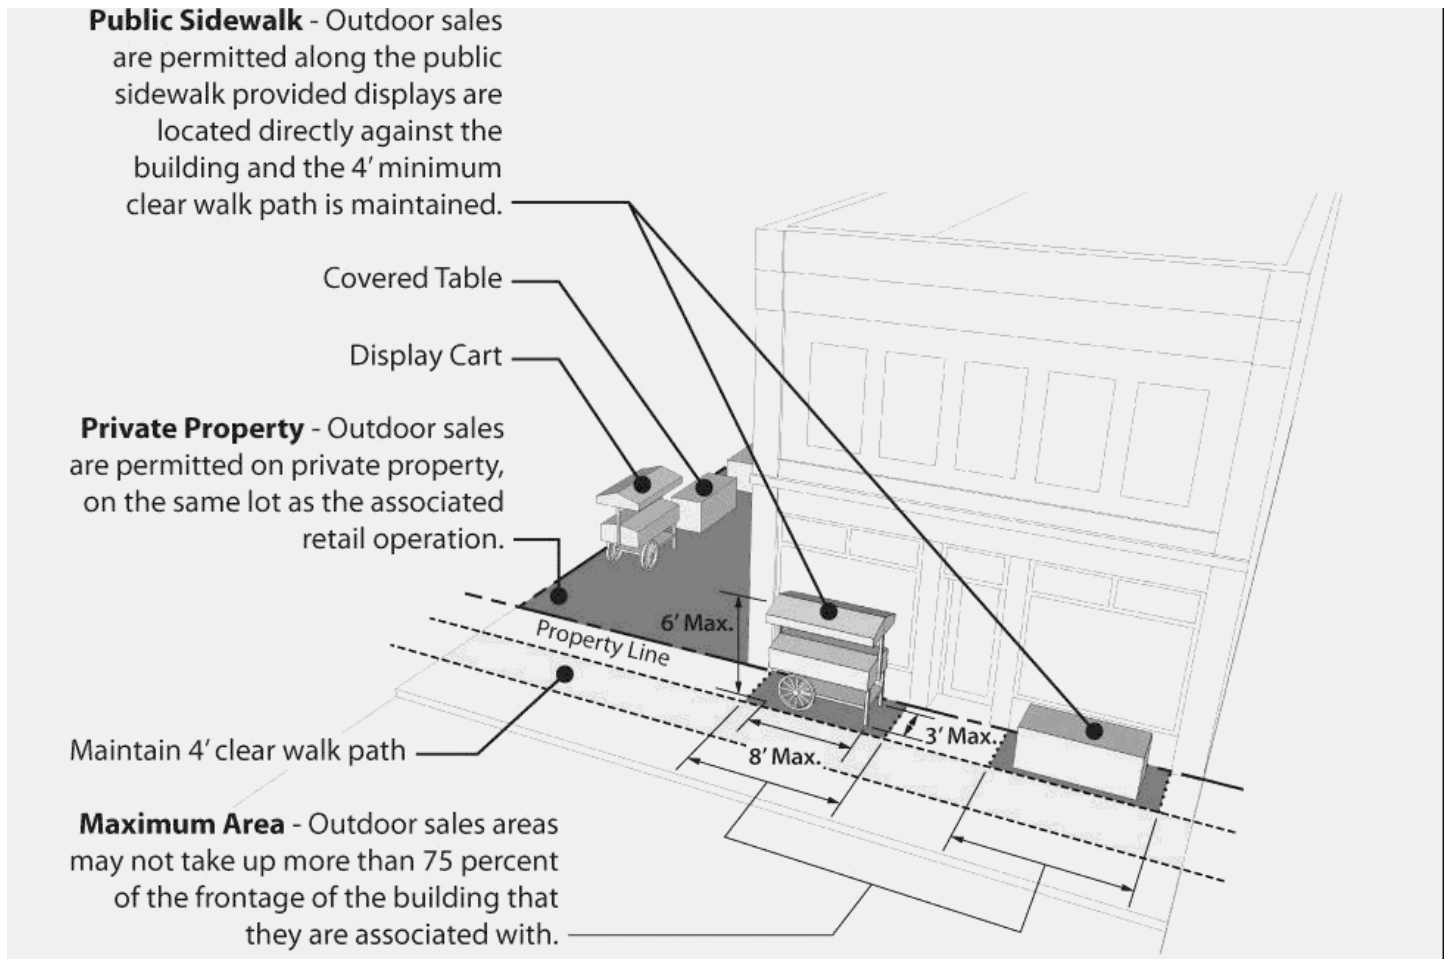 Public Sidewalk - Outdoor sales
are permitted along the public
sidewalk provided displays are
located directly against the
building and the 4' minimum
clear walk path is maintained.
Covered Table
Display Cart
Private Property - Outdoor sales
are permitted on private property,
on the same lot as the associated
retail operation.
6' Max.
Property Line
3' Max.
8' Max.
Maintain 4' clear walk path
Maximum Area - Outdoor sales areas
may not take up more than 75 percent
of the frontage of the building that
they are associated with.